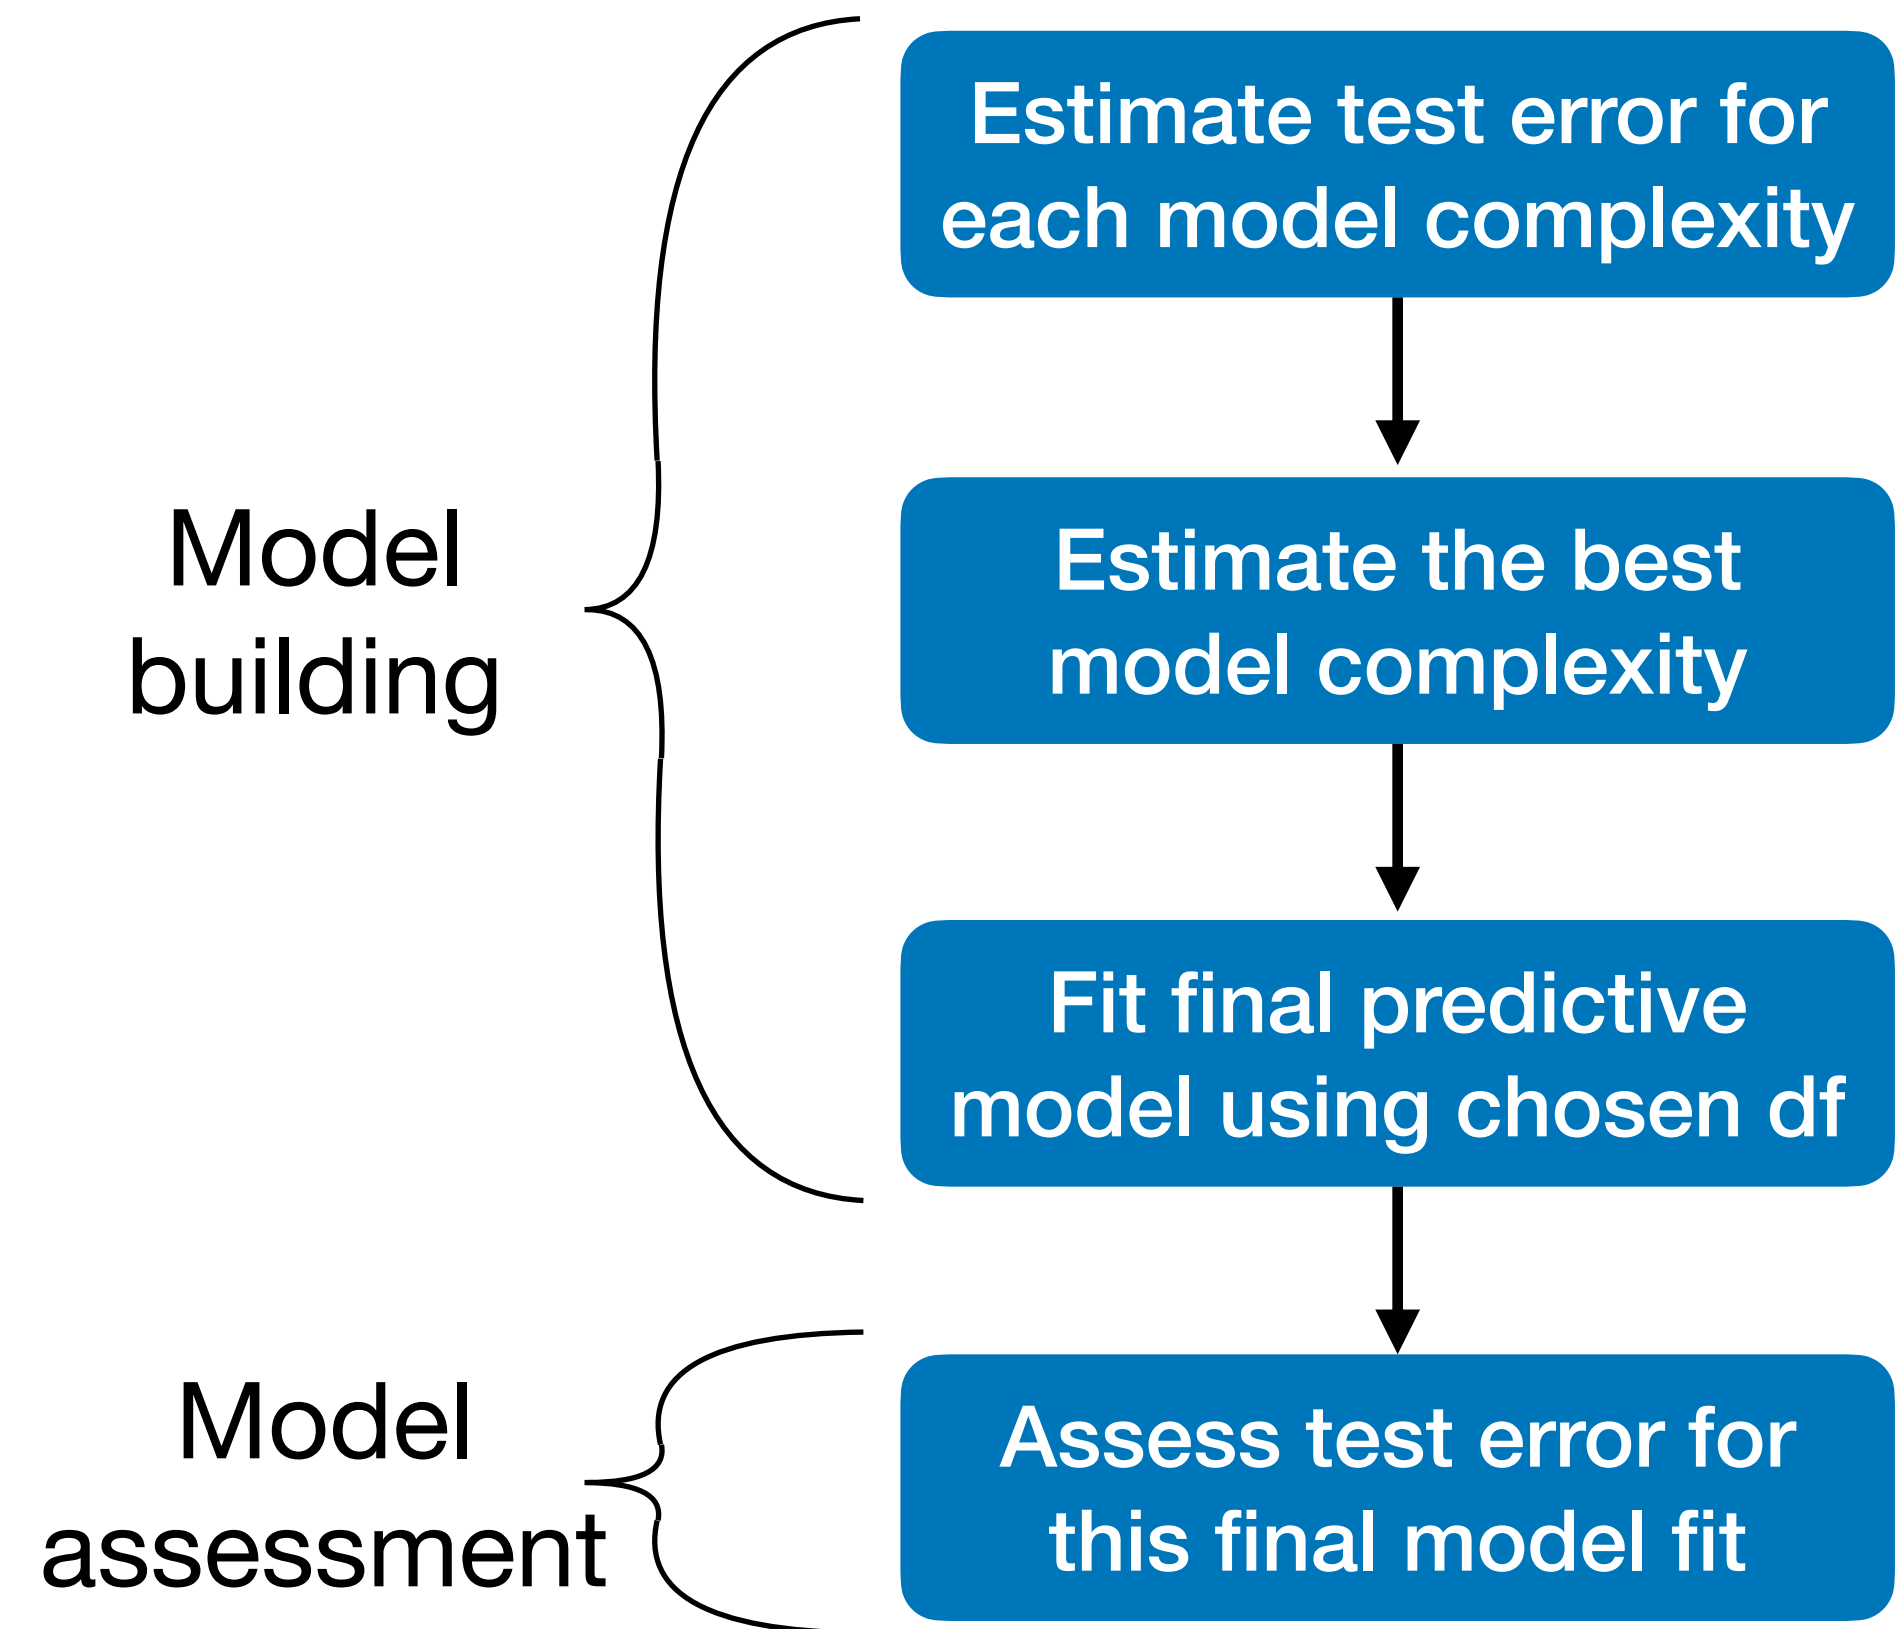 Model
building
Estimate test error for
each model complexity
Estimate the best
model complexity
Fit final predictive
model using chosen df
Model
assessment
Assess test error for
this final model fit